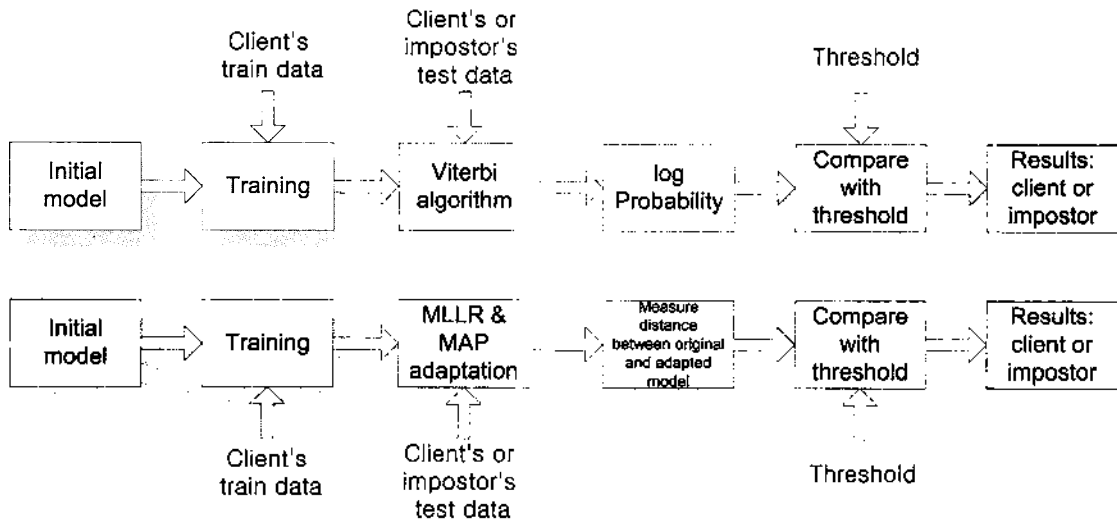 Client's
train data
Client's or
impostor's
test data
Threshold
Initial
model
Training
Viterbi
algorithm
log
Probability
Compare
with
threshold
Results:
client or
impostor
Initial
model
Training
MLLR &
MAP
adaptation
Measure
distance
between original
and adapted
model
Compare
with
threshold
Results:
client or
impostor
Client's
train data
Client's or
impostor's
test data
Threshold